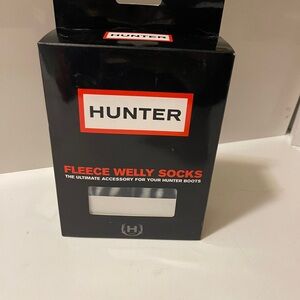 HUNTER
HUNTER
FLEECE WELLY SOCKS
THE ULTIMATE ACCESSORY FOR YOUR HUNTER BOOTS
H